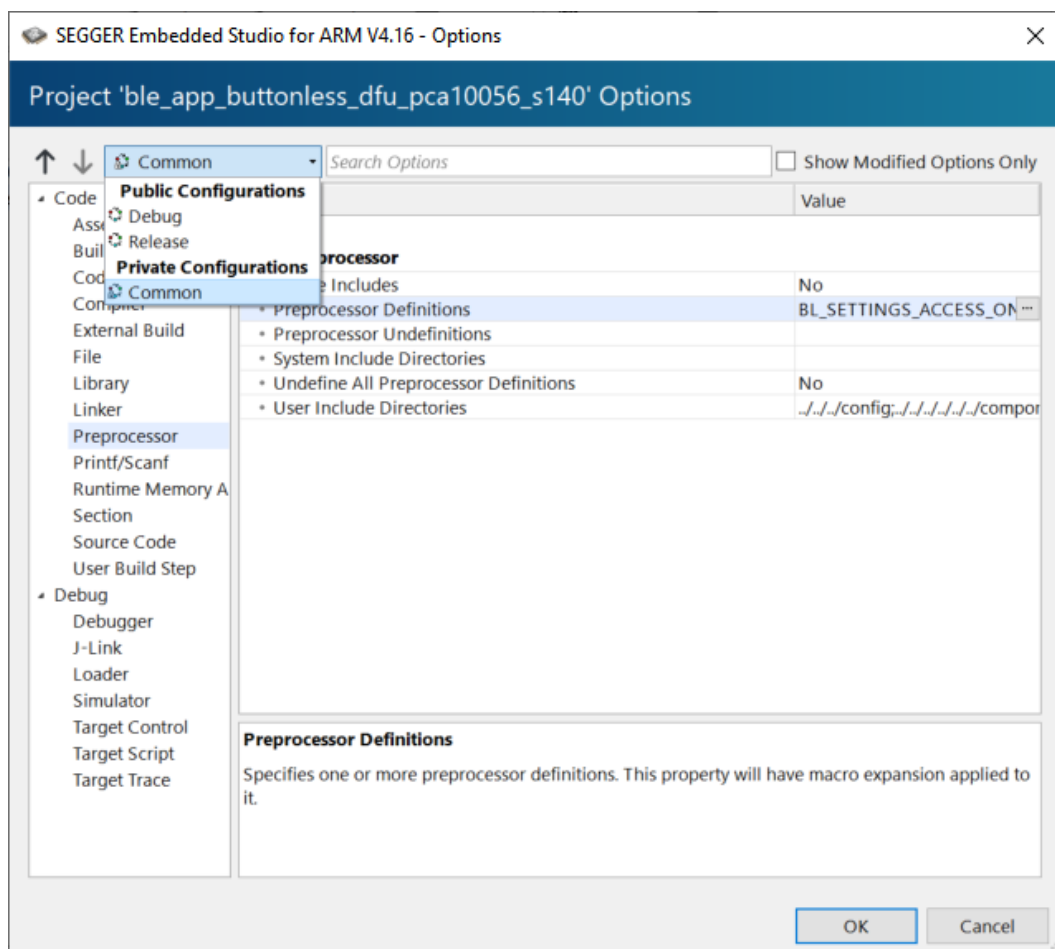 SEGGER Embedded Studio for ARM V4.16 - Options
Project 'ble_app_buttonless_dfu_pca10056_s140' Options
Common
Search Options
Show Modified Options Only
Public Configurations
Debug
Release
Private Configurations
Common
Code
Build
External Build
File
Library
Linker
Preprocessor
Printf/Scanf
Runtime Memory A
Section
Source Code
User Build Step
Debug
Debugger
J-Link
Loader
Simulator
Target Control
Target Script
Target Trace
Value
Includes
No
Preprocessor Definitions
BL_SETTINGS_ACCESS_ON ...
Preprocessor Undefinitions
System Include Directories
Undefine All Preprocessor Definitions
No
User Include Directories
../../../config;../../../../../../compor
Preprocessor Definitions
Specifies one or more preprocessor definitions. This property will have macro expansion applied to
it.
OK
Cancel